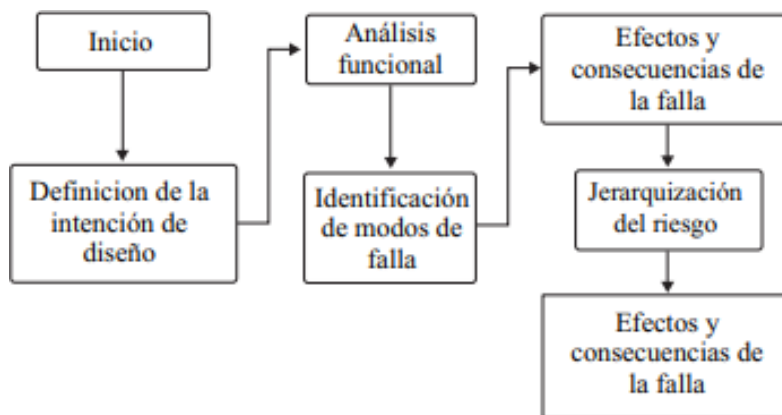 Inicio
Definicion de la
intención de
diseño
Análisis
funcional
Identificación
de modos de
falla
Efectos y
consecuencias de
la falla
Jerarquización
del riesgo
Efectos y
consecuencias de
la falla